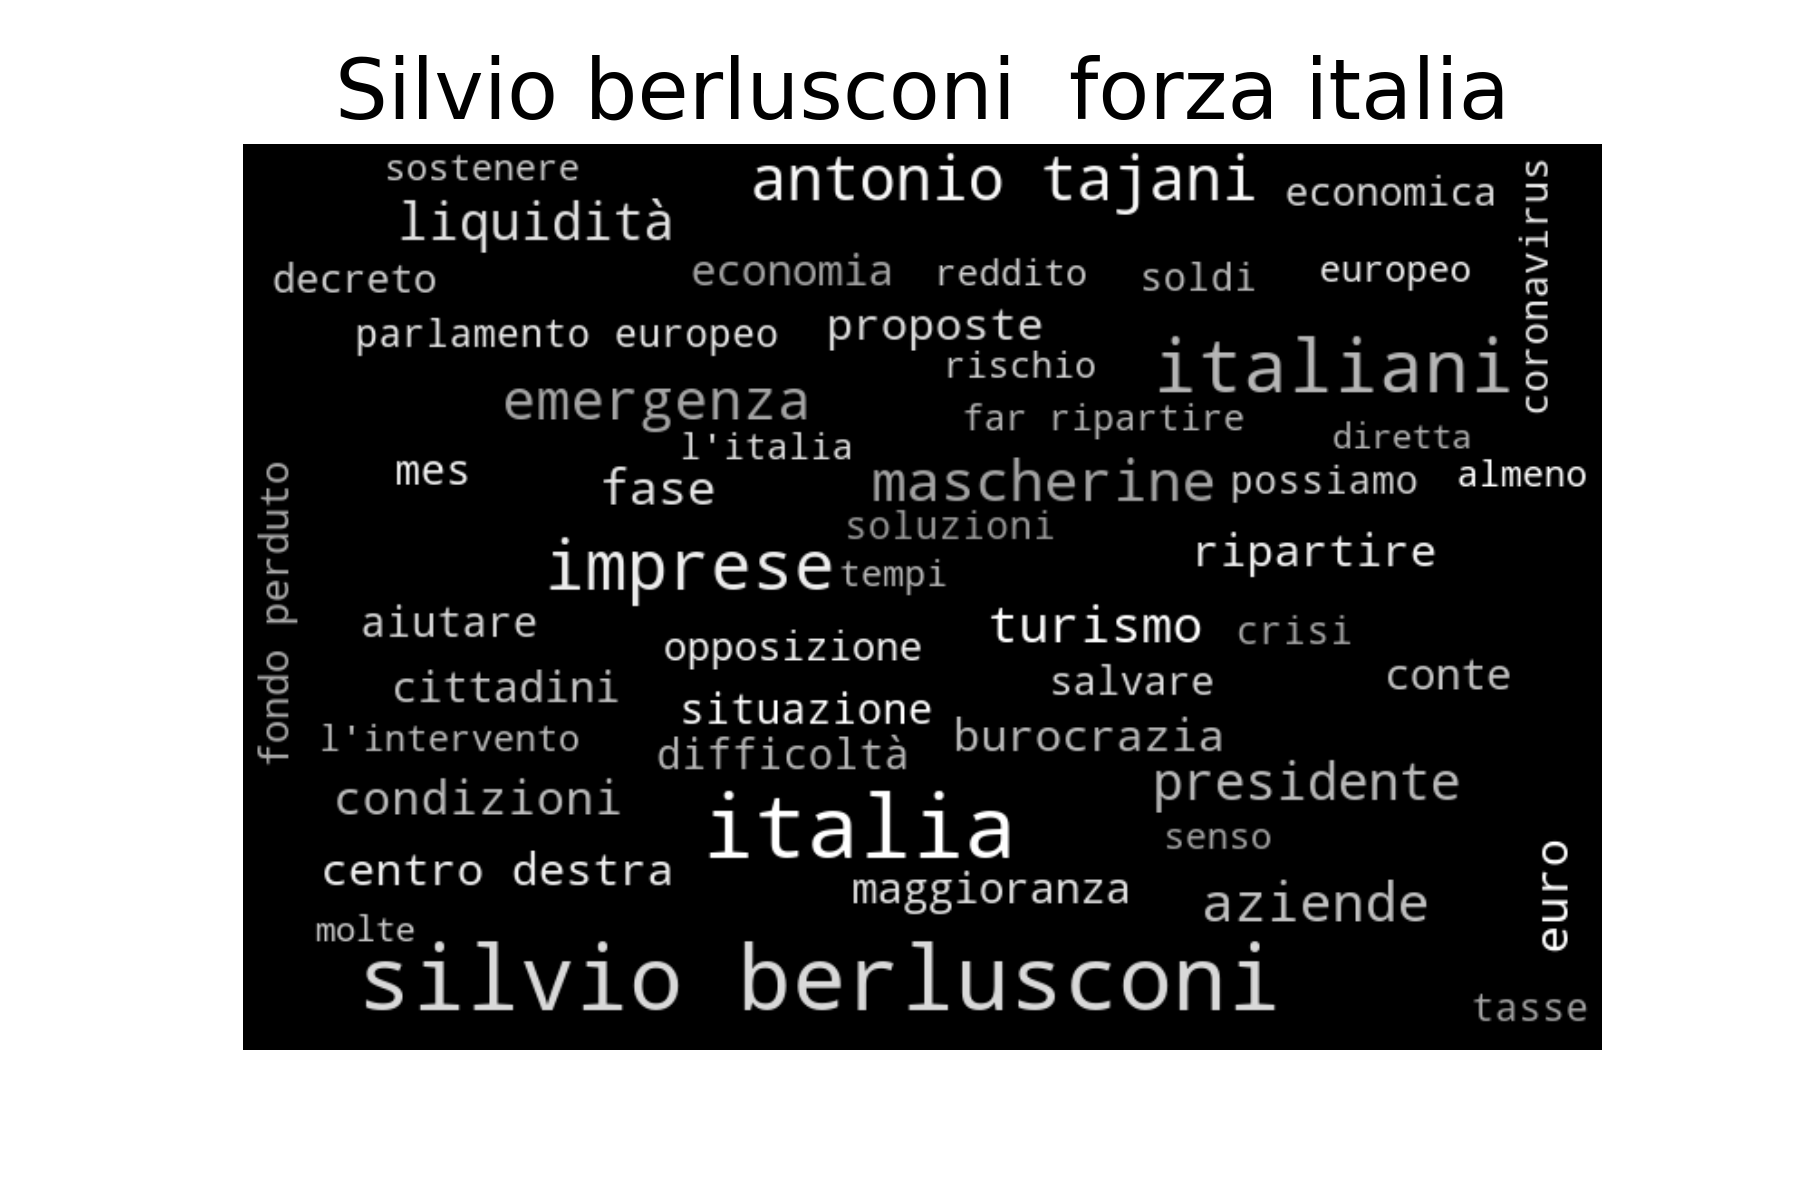 Silvio berlusconi  forza italia
sostenere
antonio tajani
economica
coronavirus
liquidità
decreto
economia
reddito
soldi
europeo
parlamento europeo
proposte
rischio
italiani
emergenza
far ripartire
l'italia
diretta
mes
fase
mascherine
possiamo
almeno
fondo perduto
soluzioni
imprese
tempi
ripartire
aiutare
opposizione
turismo
crisi
cittadini
situazione
salvare
conte
l'intervento
difficoltà
burocrazia
condizioni
italia
presidente
senso
centro destra
maggioranza
aziende
euro
molte
silvio berlusconi
tasse